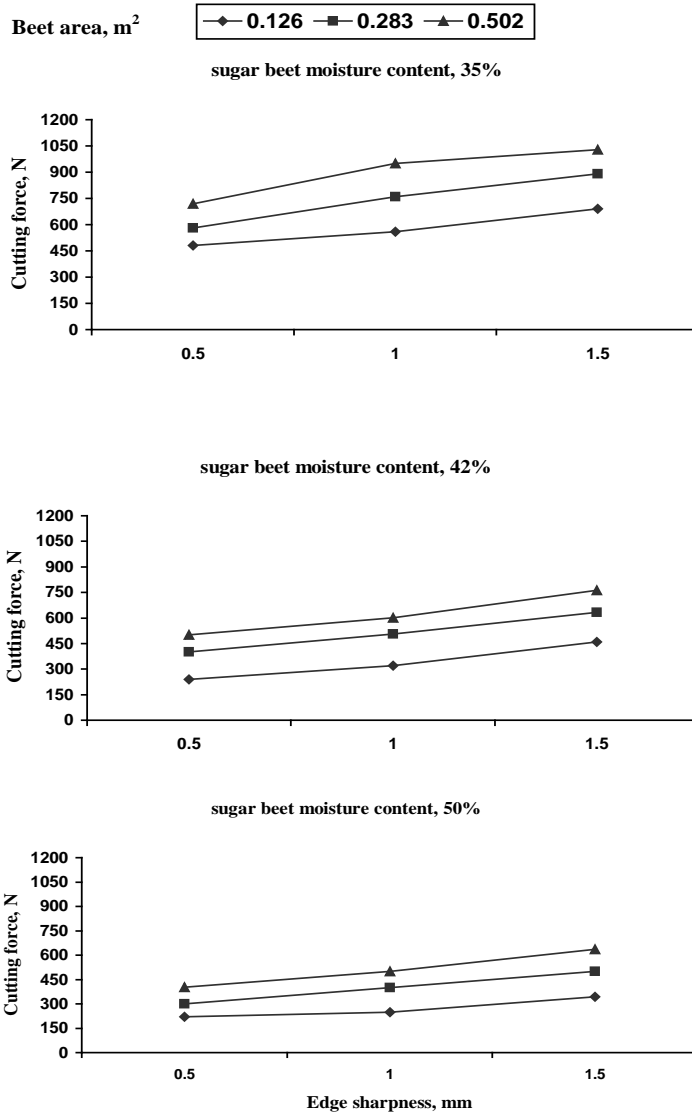 Beet area, m²
0.126 0.283 0.502
sugar beet moisture content, 35%
Cutting force, N
1200
1050
900
750
600
450
300
150
0
0.5 1 1.5
sugar beet moisture content, 42%
Cutting force, N
1200
1050
900
750
600
450
300
150
0
0.5 1 1.5
sugar beet moisture content, 50%
Cutting force, N
1200
1050
900
750
600
450
300
150
0
0.5 1 1.5
Edge sharpness, mm